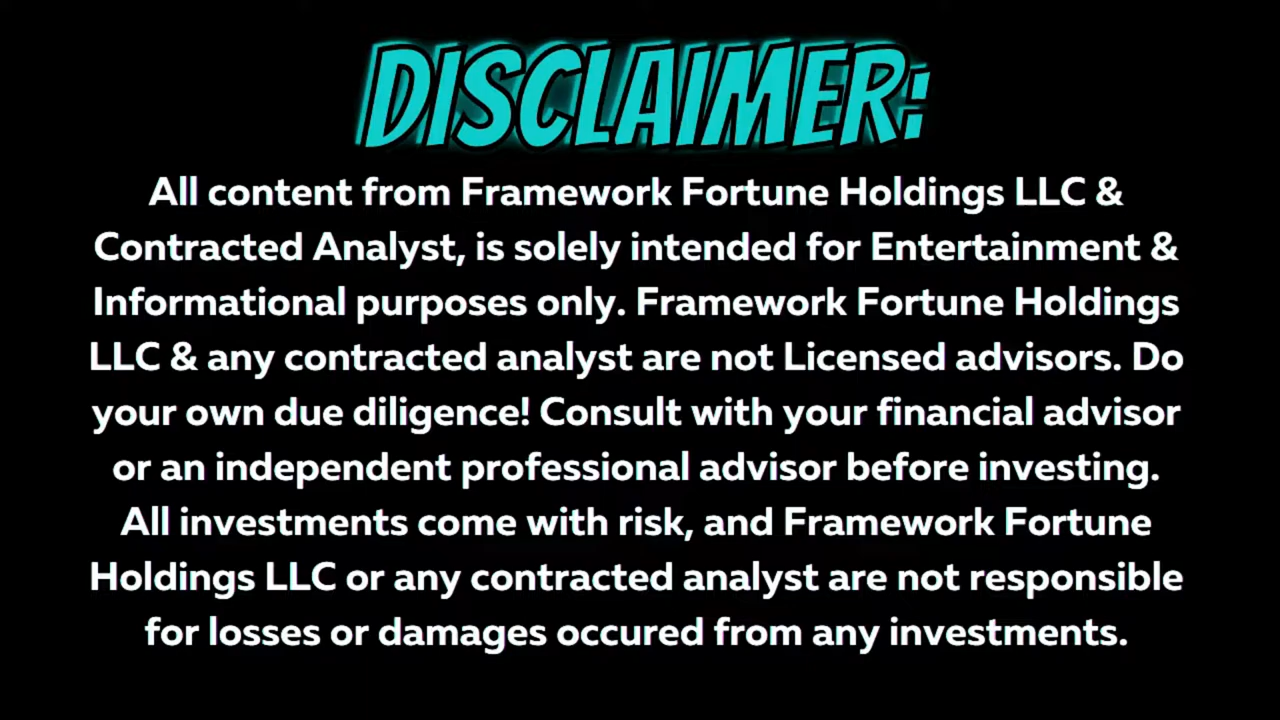 DISCLAIMER:
All content from Framework Fortune Holdings LLC &
Contracted Analyst, is solely intended for Entertainment &
Informational purposes only. Framework Fortune Holdings
LLC & any contracted analyst are not Licensed advisors. Do
your own due diligence! Consult with your financial advisor
or an independent professional advisor before investing.
All investments come with risk, and Framework Fortune
Holdings LLC or any contracted analyst are not responsible
for losses or damages occured from any investments.